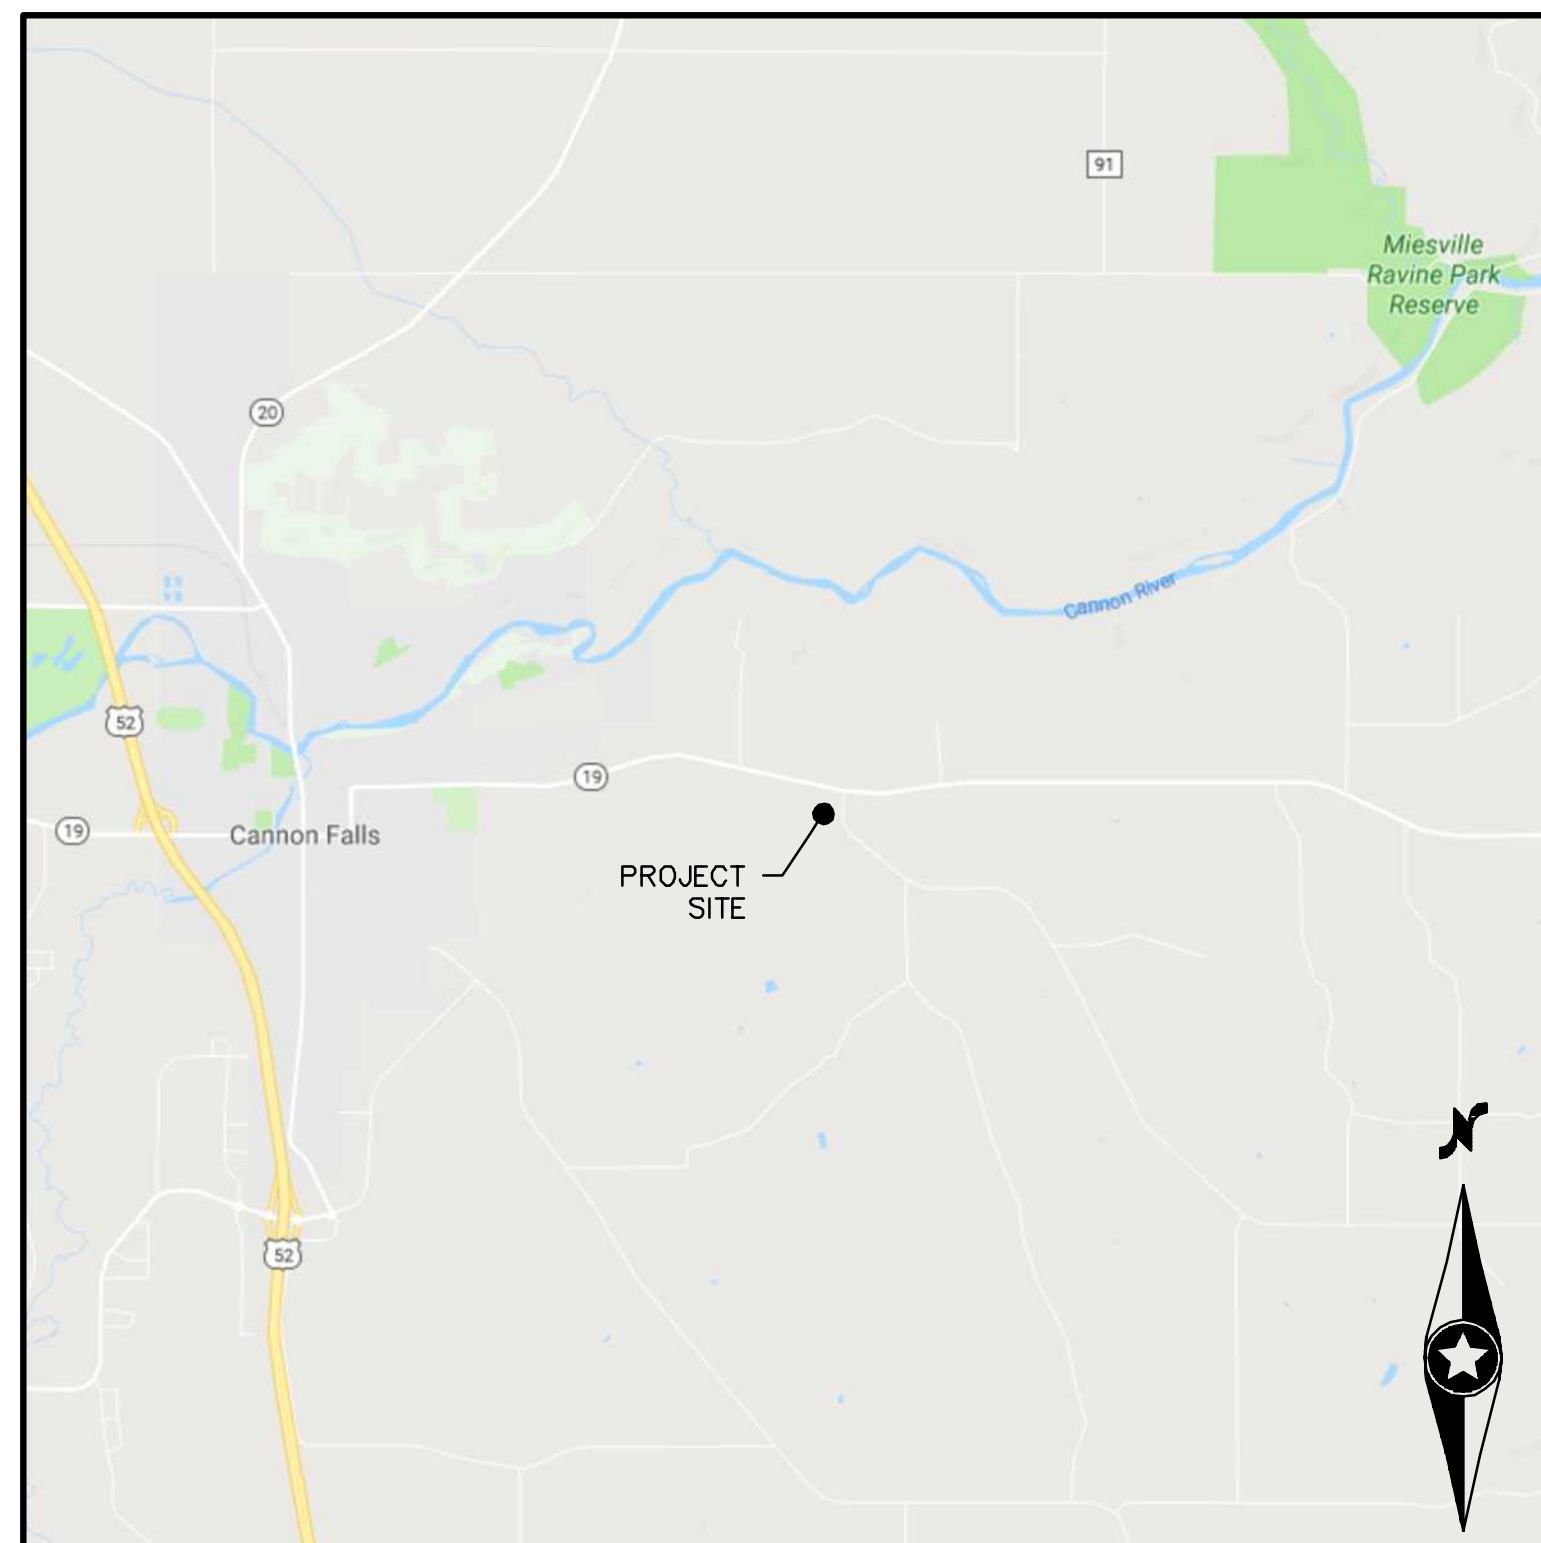 91
Miesville
Ravine Park
Reserve
20
Cannon River
52
19
19
Cannon Falls
PROJECT
SITE
N
52